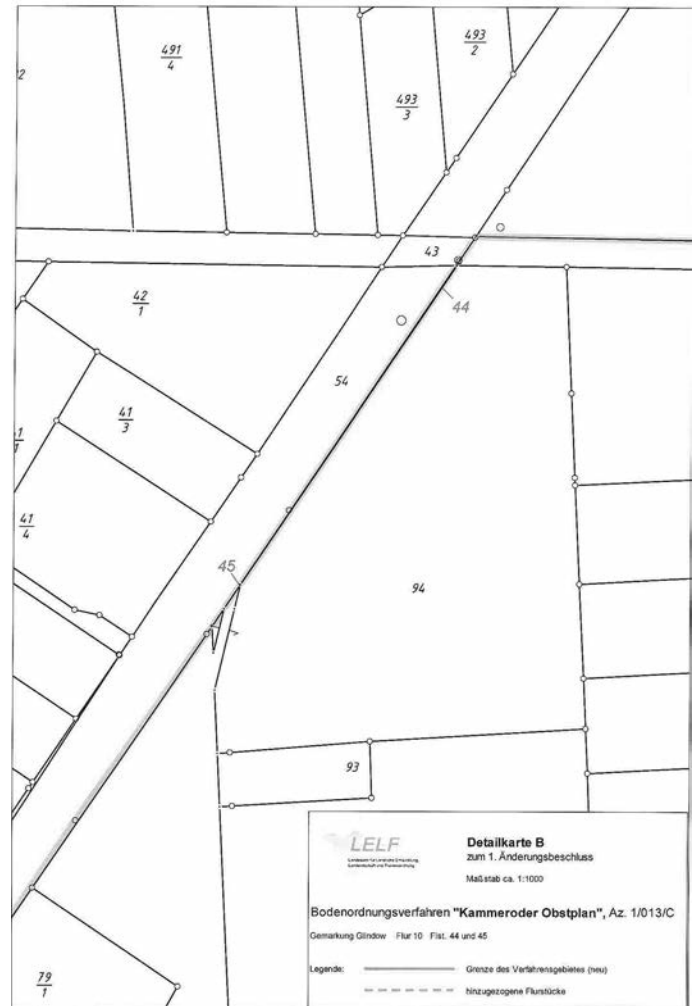 491
4
493
2
493
3
2
43
42
1
44
54
41
3
41
4
45
94
93
79
1
LELF
Detailkarte B
zum 1. Änderungsbeschluss
Maßstab ca. 1:1000
Bodenordnungsverfahren "Kammeroder Obstplan", Az. 1/013/C
Gemarkung Glindow Flur 10 Flst. 44 und 45
Legende:
Grenze des Verfahrensgebietes (neu)
hinzugezogene Flurstücke